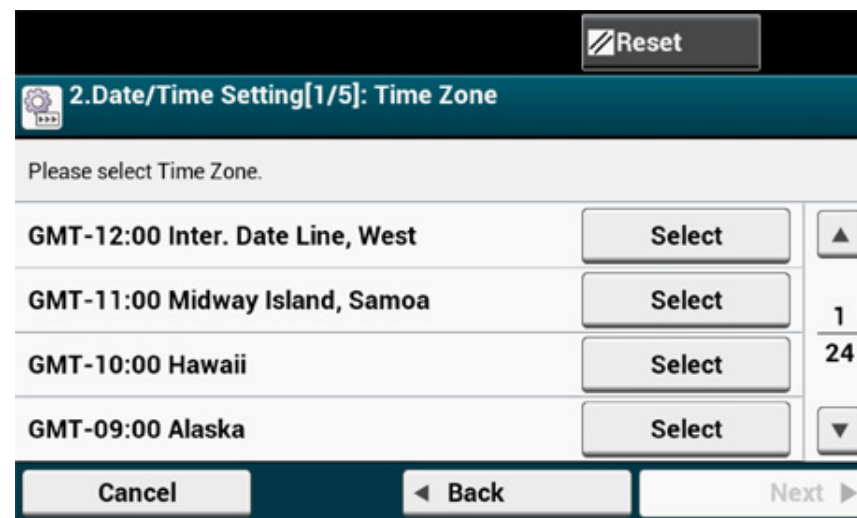 Reset
2.Date/Time Setting[1/5]: Time Zone
Please select Time Zone.
GMT-12:00 Inter. Date Line, West Select
GMT-11:00 Midway Island, Samoa Select
1
GMT-10:00 Hawaii Select
24
GMT-09:00 Alaska Select
Cancel Back Next